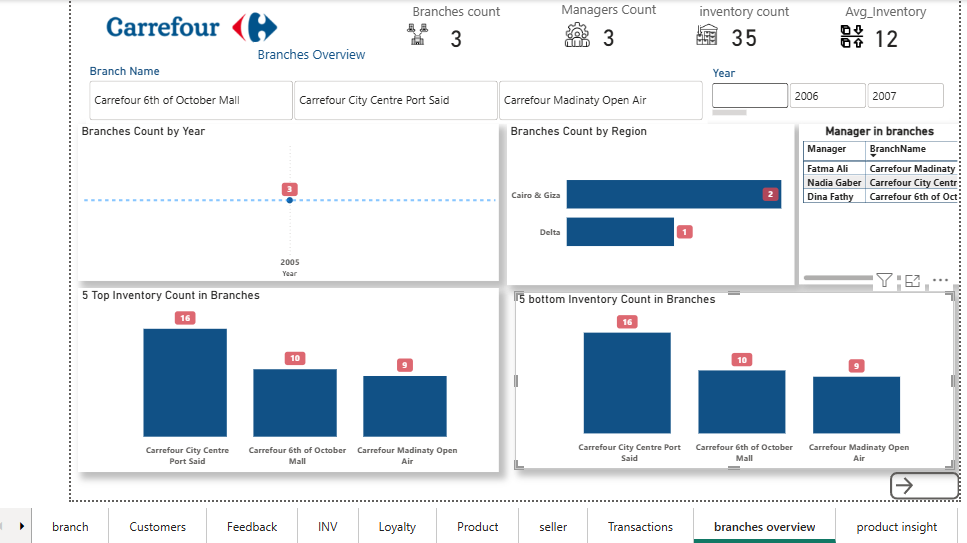 Carrefour
Branches Overview
Branches count
3
Managers Count
3
inventory count
35
Avg_Inventory
12
Branch Name
Carrefour 6th of October Mall
Carrefour City Centre Port Said
Carrefour Madinaty Open Air
Year
2006
2007
Branches Count by Year
3
2005
Year
Branches Count by Region
Cairo & Giza
2
Delta
1
Manager in branches
Manager BranchName
Fatma Ali Carrefour Madinaty
Nadia Gaber Carrefour City Centr
Dina Fathy Carrefour 6th of Oct
5 Top Inventory Count in Branches
16
10
9
Carrefour City Centre
Port Said
Carrefour 6th of October
Mall
Carrefour Madinaty Open
Air
5 bottom Inventory Count in Branches
16
10
9
Carrefour City Centre Port
Said
Carrefour 6th of October
Mall
Carrefour Madinaty Open
Air
branch
Customers
Feedback
INV
Loyalty
Product
seller
Transactions
branches overview
product insight